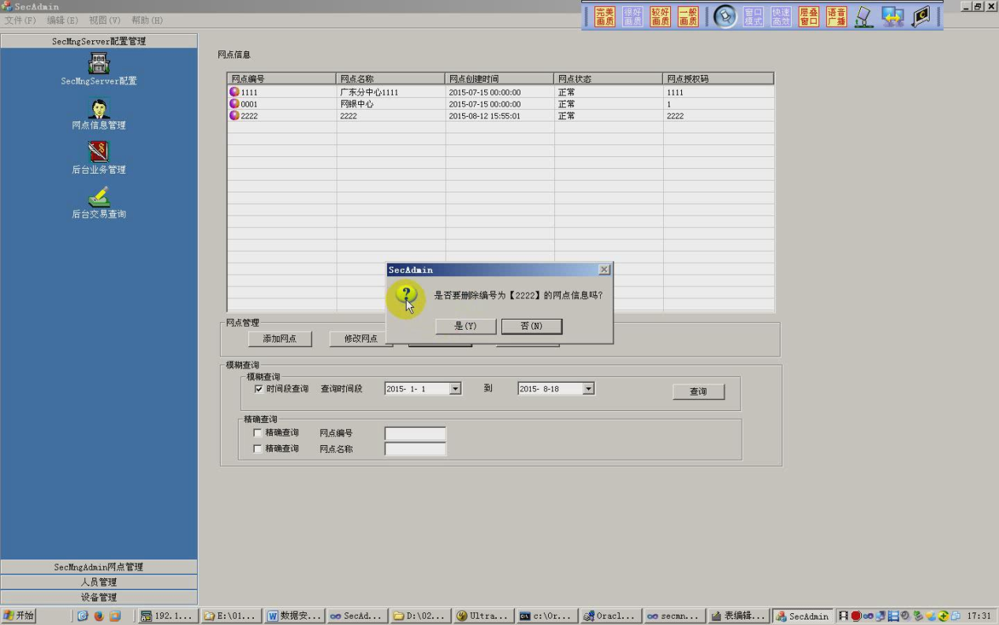 SecAdmin
文件(F) 编辑(E) 视图(V) 帮助(H)
完美画质 很好画质 较好画质 一般画质 窗口模式 快速高效 层叠窗口 语音广播
SecMngServer配置管理
SecMngServer配置
网点信息管理
后台业务管理
后台交易查询
SecMngAdmin网点管理
人员管理
设备管理
网点信息
网点编号 网点名称 网点创建时间 网点状态 网点授权码
1111 广东分中心1111 2015-07-15 00:00:00 正常 1111
0001 网银中心 2015-07-15 00:00:00 正常 1
2222 2222 2015-08-12 15:55:01 正常 2222
SecAdmin
是否要删除编号为【2222】的网点信息吗?
是(Y) 否(N)
网点管理
添加网点 修改网点
模糊查询
模糊查询
时间段查询 查询时间段 2015- 1- 1 到 2015- 8-18 查询
精确查询
精确查询 网点编号
精确查询 网点名称
开始 192.1... E:\01... 数据安... SecAd... D:\02... Ultra... c:\Or... Oracl... secmn... 表编辑... SecAdmin 17:31